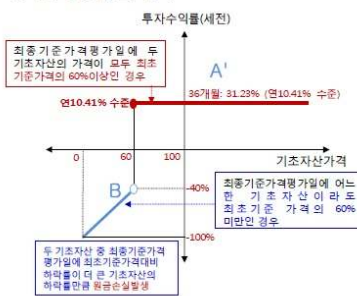 투자수익률(세전)
최종기준가격평가일에 두
기초자산의 가격이 모두 최초
기준가격의 60%이상인 경우
A'
36개월: 31.23% (연10.41% 수준)
연10.41% 수준
0
60
100
기초자산가격
B
-40%
-100%
최종기준가격평가일에 어느
한 기초자산이라도
최초기준 가격의 60%
미만인 경우
두 기초자산 중 최종기준가격
평가일에 최초기준가격대비
하락률이 더 큰 기초자산의
하락률만큼 원금손실발생